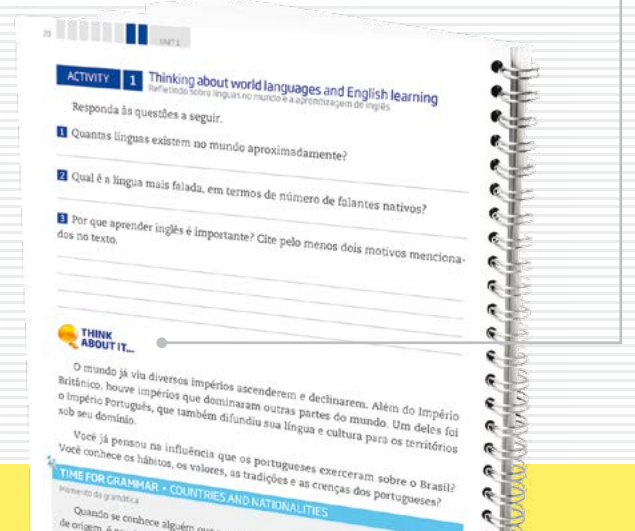 20
UNIT 1
ACTIVITY 1 Thinking about world languages and English learning
Refletindo sobre línguas no mundo e a aprendizagem de inglês
Responda às questões a seguir.
1 Quantas línguas existem no mundo aproximadamente?
2 Qual é a língua mais falada, em termos de número de falantes nativos?
3 Por que aprender inglês é importante? Cite pelo menos dois motivos menciona-
dos no texto.
THINK
ABOUT IT...
O mundo já viu diversos impérios ascenderem e declinarem. Além do Império
Britânico, houve impérios que dominaram outras partes do mundo. Um deles foi
o Império Português, que também difundiu sua língua e cultura para os territórios
sob seu domínio.
Você já pensou na influência que os portugueses exerceram sobre o Brasil?
Você conhece os hábitos, os valores, as tradições e as crenças dos portugueses?
TIME FOR GRAMMAR • COUNTRIES AND NATIONALITIES
Momento da gramática
Quando se conhece alguém
de origem, é